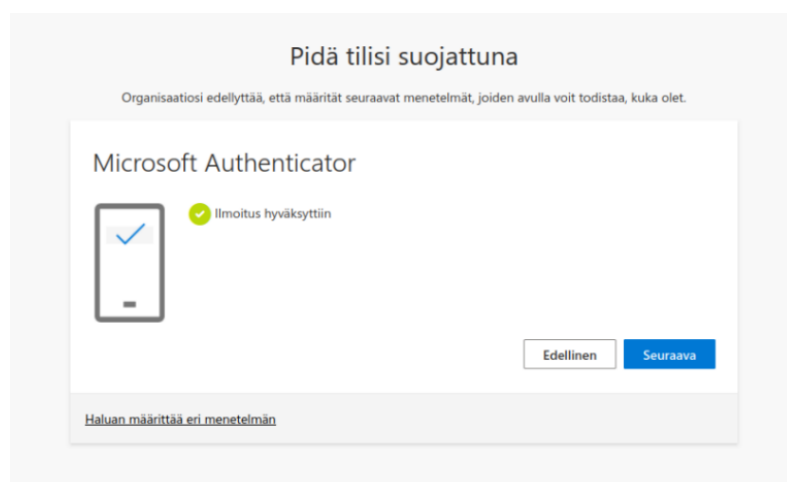 Pidä tilisi suojattuna
Organisaatiosi edellyttää, että määrität seuraavat menetelmät, joiden avulla voit todistaa, kuka olet.
Microsoft Authenticator
Ilmoitus hyväksyttiin
Edellinen
Seuraava
Haluan määrittää eri menetelmän